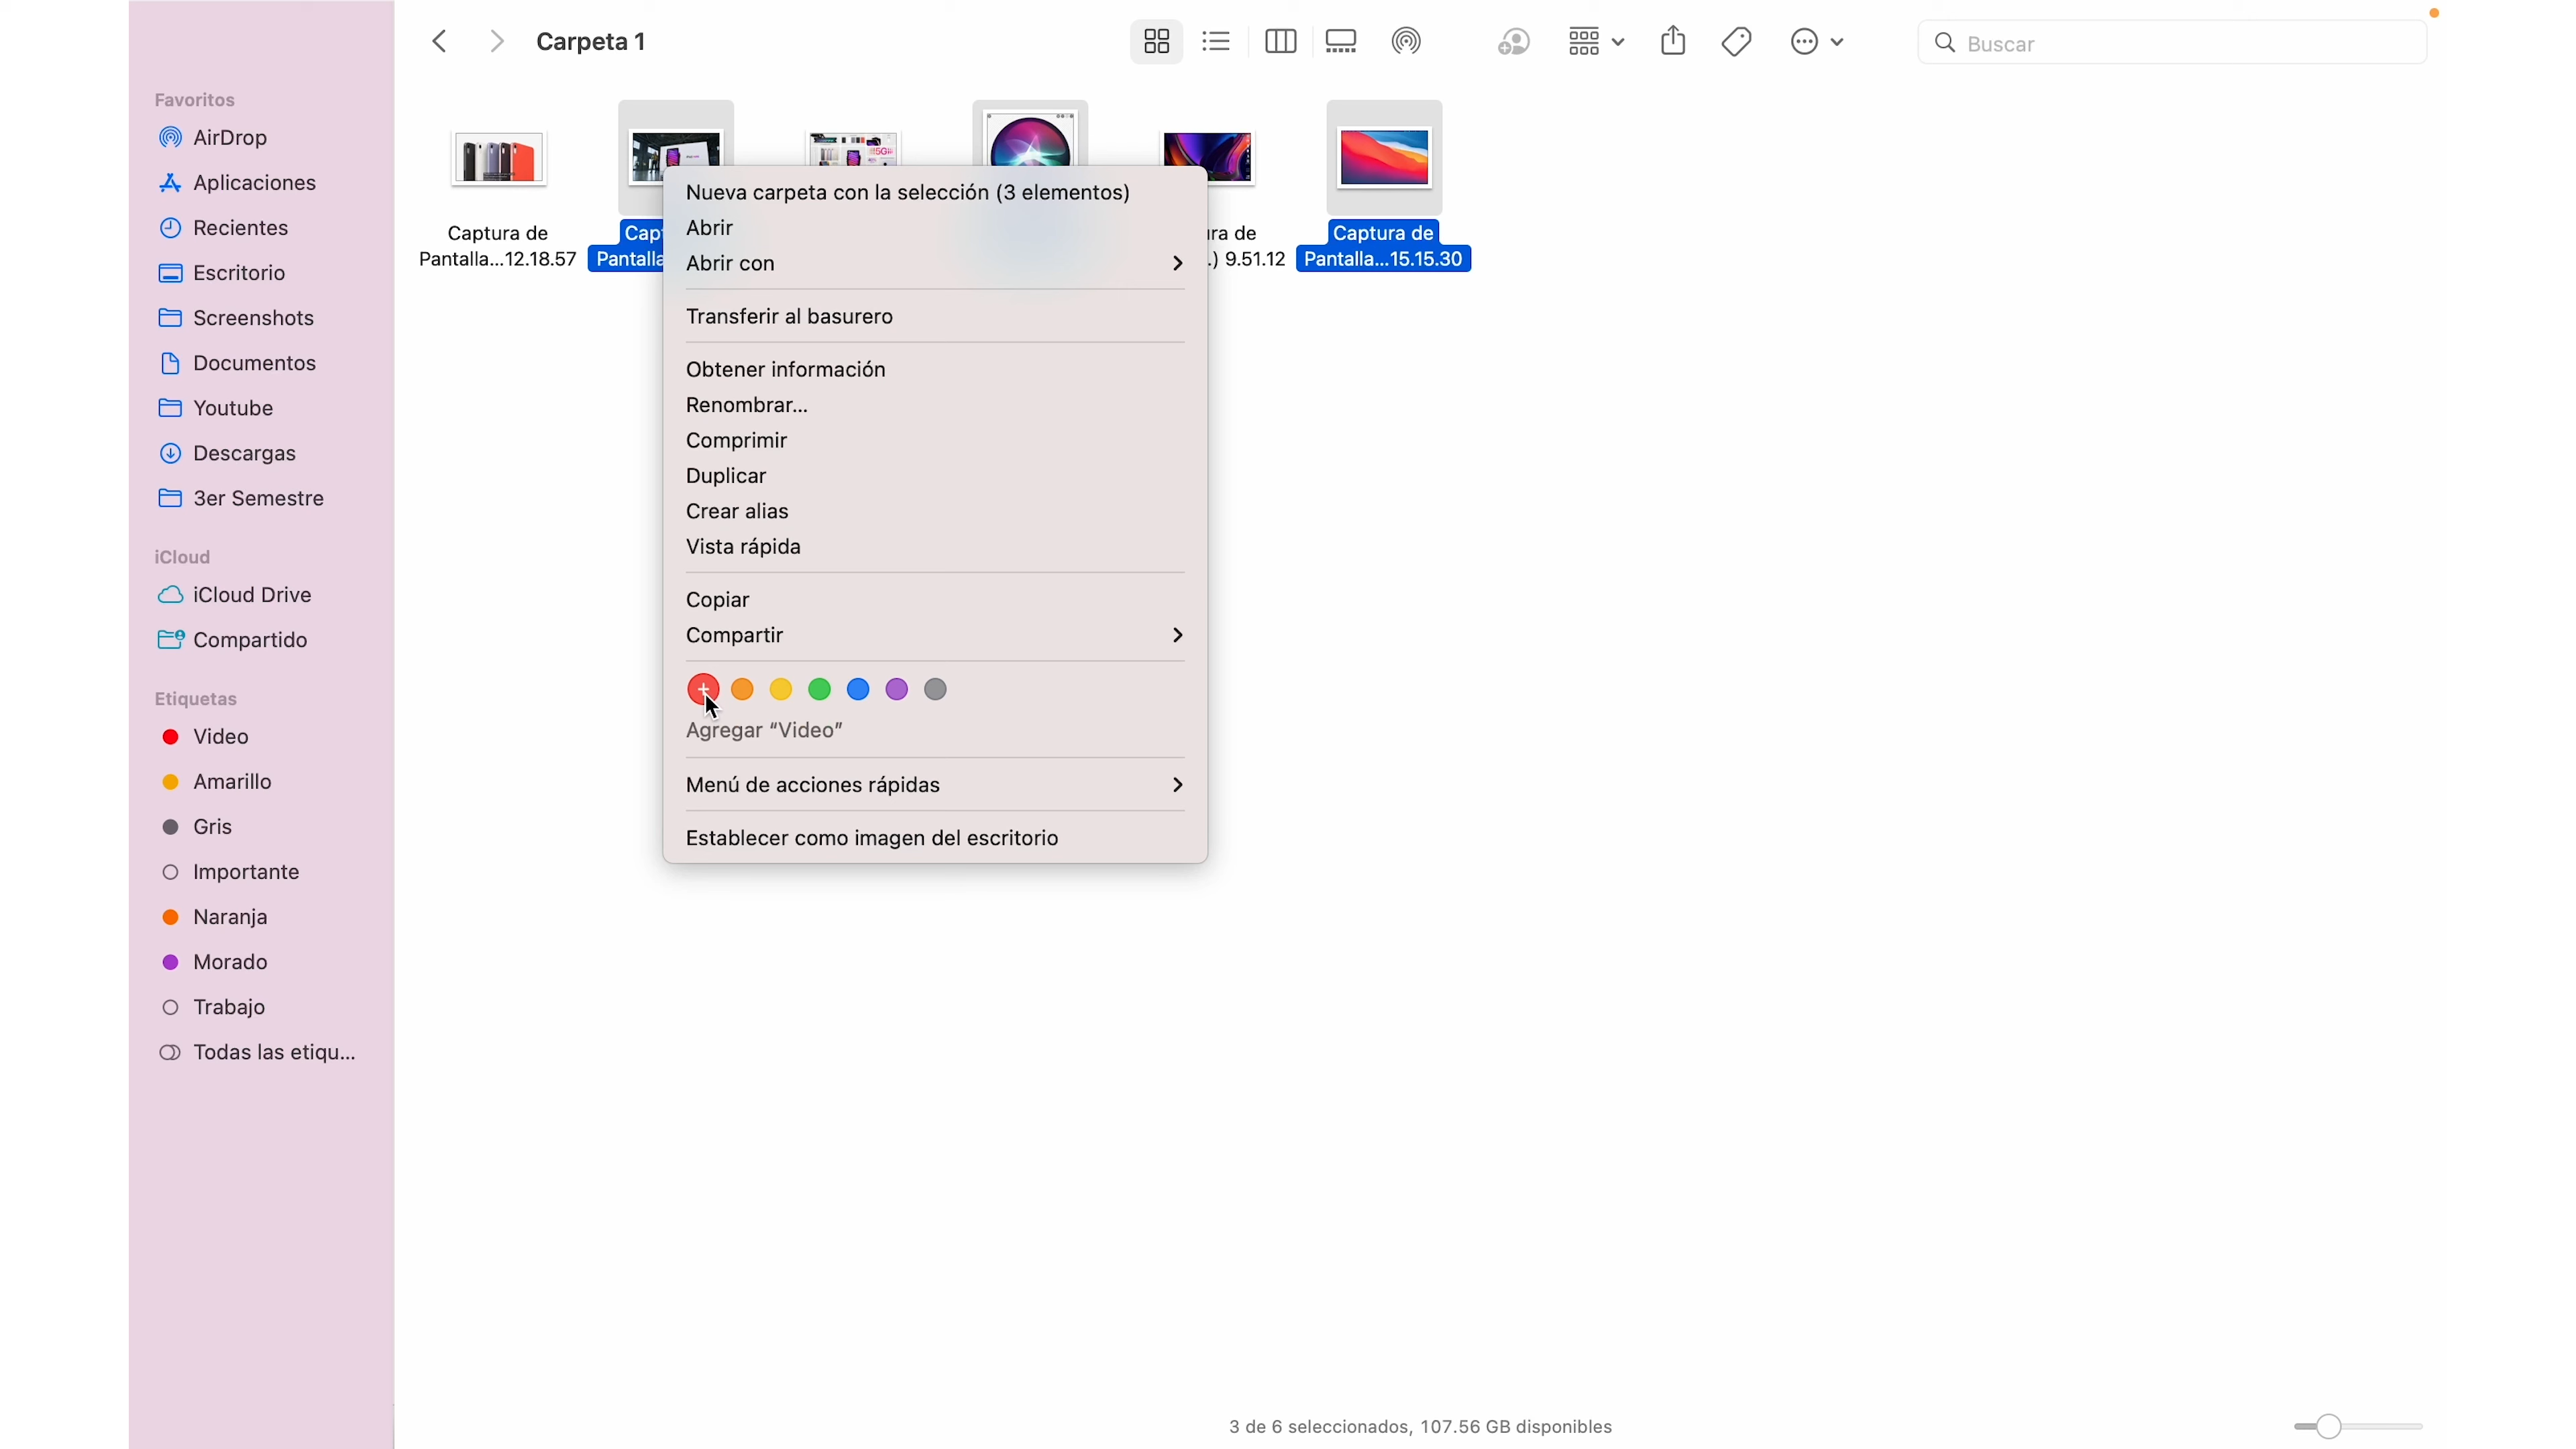 Carpeta 1
Buscar
Favoritos
AirDrop
Aplicaciones
Recientes
Escritorio
Screenshots
Documentos
Youtube
Descargas
3er Semestre
iCloud
iCloud Drive
Compartido
Etiquetas
Video
Amarillo
Gris
Importante
Naranja
Morado
Trabajo
Todas las etiqu...
Captura de
Pantalla...12.18.57
Capt
Pantalla
ra de
.) 9.51.12
Captura de
Pantalla...15.15.30
Nueva carpeta con la selección (3 elementos)
Abrir
Abrir con
Transferir al basurero
Obtener información
Renombrar...
Comprimir
Duplicar
Crear alias
Vista rápida
Copiar
Compartir
Agregar “Video”
Menú de acciones rápidas
Establecer como imagen del escritorio
3 de 6 seleccionados, 107.56 GB disponibles